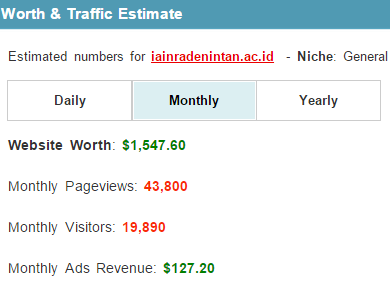 Worth & Traffic Estimate
Estimated numbers for iainradenintan.ac.id - Niche: General
Daily Monthly Yearly
Website Worth: $1,547.60
Monthly Pageviews: 43,800
Monthly Visitors: 19,890
Monthly Ads Revenue: $127.20